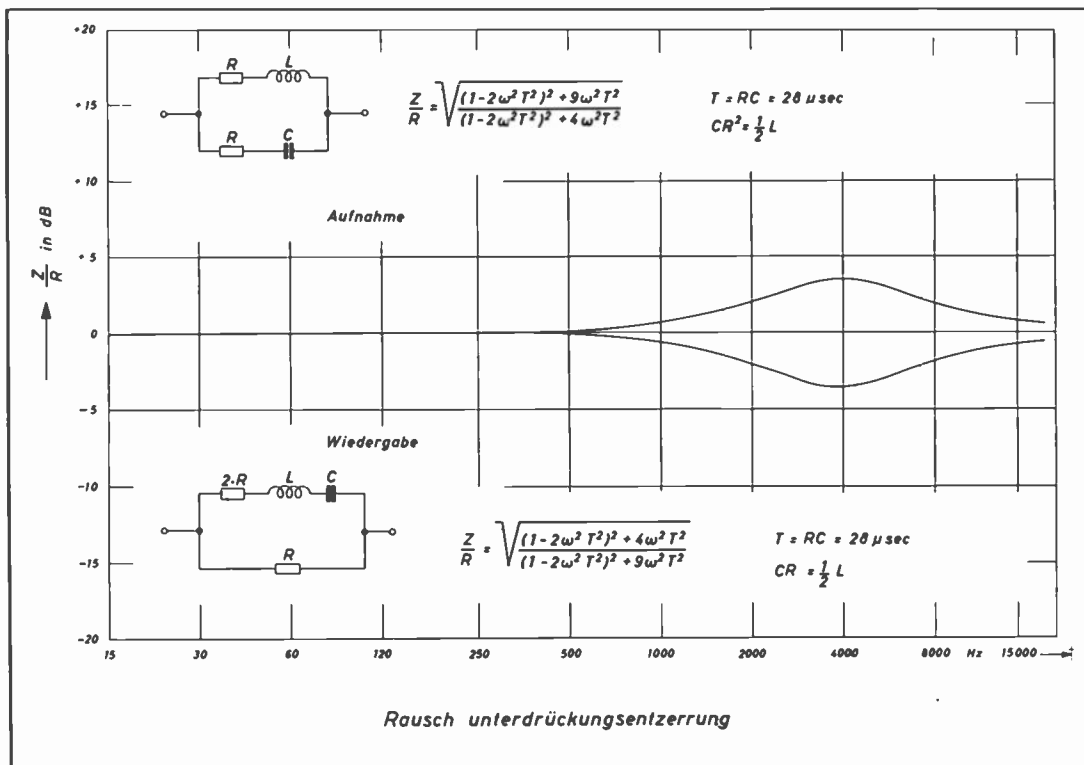 +20
R L
Z/R = √(((1-2ω²T²)² + 9ω²T²)/((1-2ω²T²)² + 4ω²T²))
T = RC = 28 µsec
+15
R C
CR² = 1/2 L
+10
Aufnahme
Z/R in dB
+5
0
-5
Wiedergabe
2·R L C
-10
Z/R = √(((1-2ω²T²)² + 4ω²T²)/((1-2ω²T²)² + 9ω²T²))
T = RC = 28 µsec
-15
R
CR = 1/2 L
-20
15 30 60 120 250 500 1000 2000 4000 8000 Hz 15000
Rausch unterdrückungsentzerrung